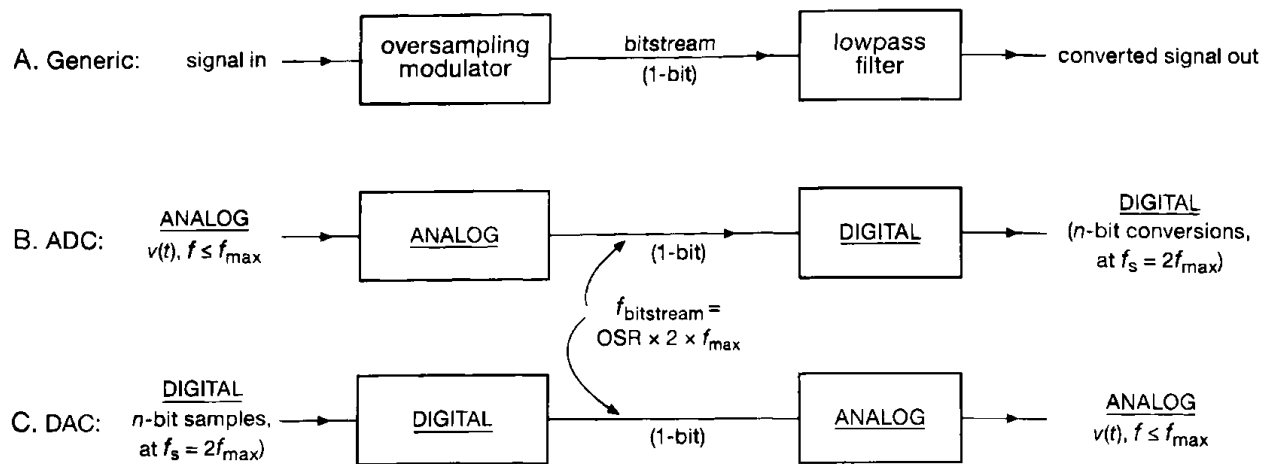 A. Generic:
signal in
oversampling
modulator
bitstream
(1-bit)
lowpass
filter
converted signal out
B. ADC:
ANALOG
v(t), f ≤ fmax
ANALOG
(1-bit)
DIGITAL
DIGITAL
(n-bit conversions,
at fs = 2fmax)
fbitstream =
OSR × 2 × fmax
C. DAC:
DIGITAL
n-bit samples,
at fs = 2fmax)
DIGITAL
(1-bit)
ANALOG
ANALOG
v(t), f ≤ fmax